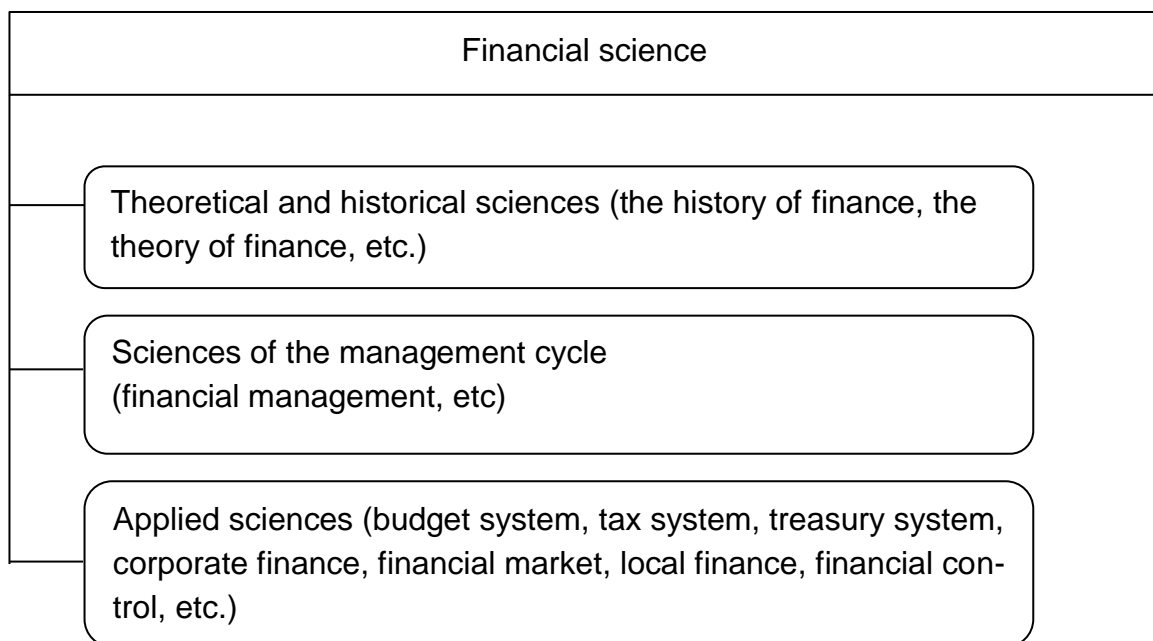 Financial science
Theoretical and historical sciences (the history of finance, the
theory of finance, etc.)
Sciences of the management cycle
(financial management, etc)
Applied sciences (budget system, tax system, treasury system,
corporate finance, financial market, local finance, financial con-
trol, etc.)